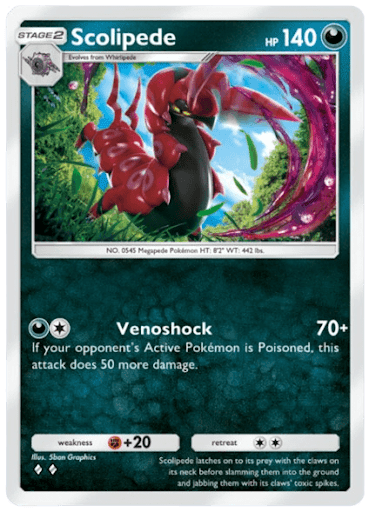 STAGE2
Scolipede
HP 140
Evolves from Whirlipede
NO. 0545 Megapede Pokémon HT: 8'2" WT: 442 lbs.
Venoshock 70+
If your opponent's Active Pokémon is Poisoned, this
attack does 50 more damage.
weakness +20 retreat
Illus. 5ban Graphics
Scolipede latches on to its prey with the claws on
its neck before slamming them into the ground
and jabbing them with its claws' toxic spikes.